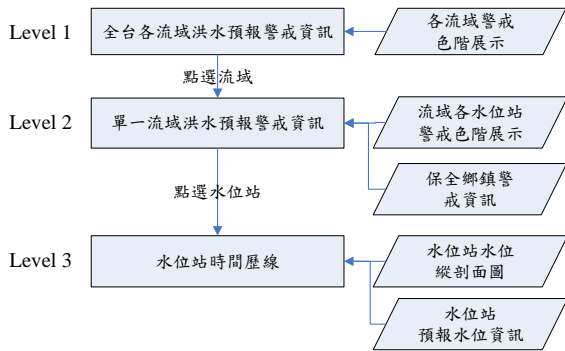 Level 1
全台各流域洪水預報警戒資訊
各流域警戒
色階展示
點選流域
Level 2
單一流域洪水預報警戒資訊
流域各水位站
警戒色階展示
點選水位站
保全鄉鎮警
戒資訊
Level 3
水位站時間歷線
水位站水位
縱剖面圖
水位站
預報水位資訊